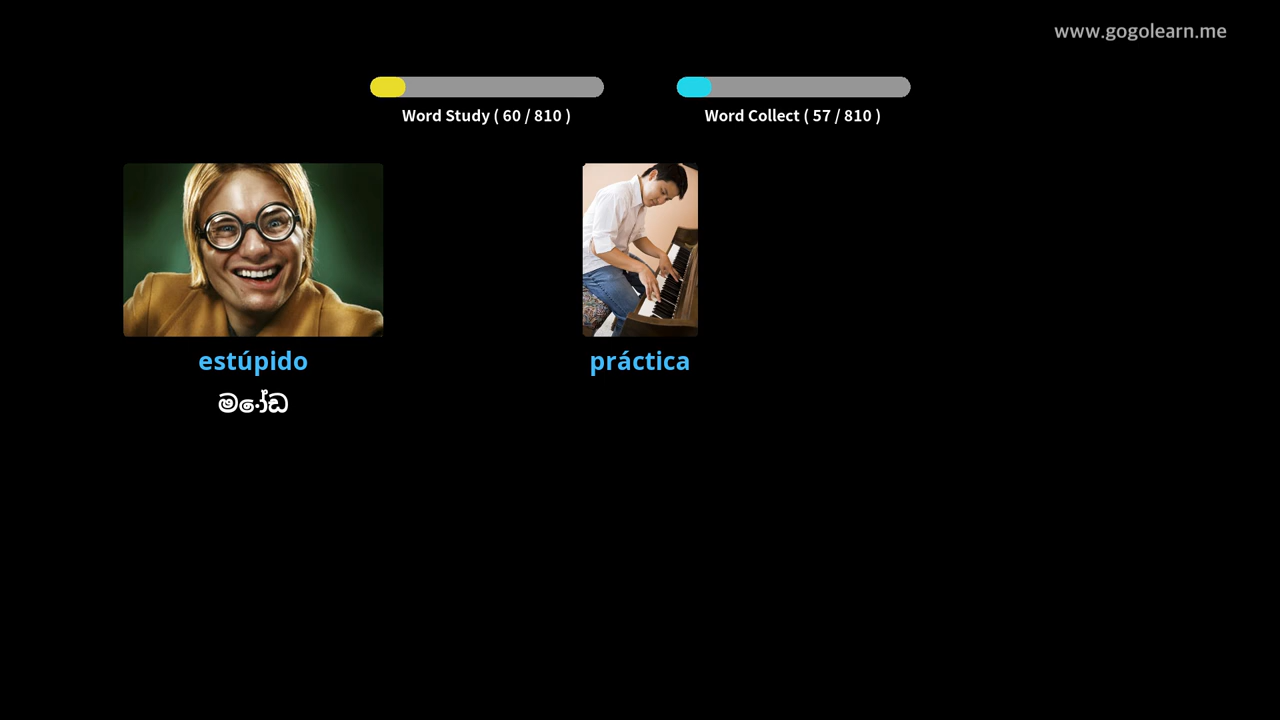 www.gogolearn.me
Word Study ( 60 / 810 )
Word Collect ( 57 / 810 )
estúpido
práctica
මෝඩ